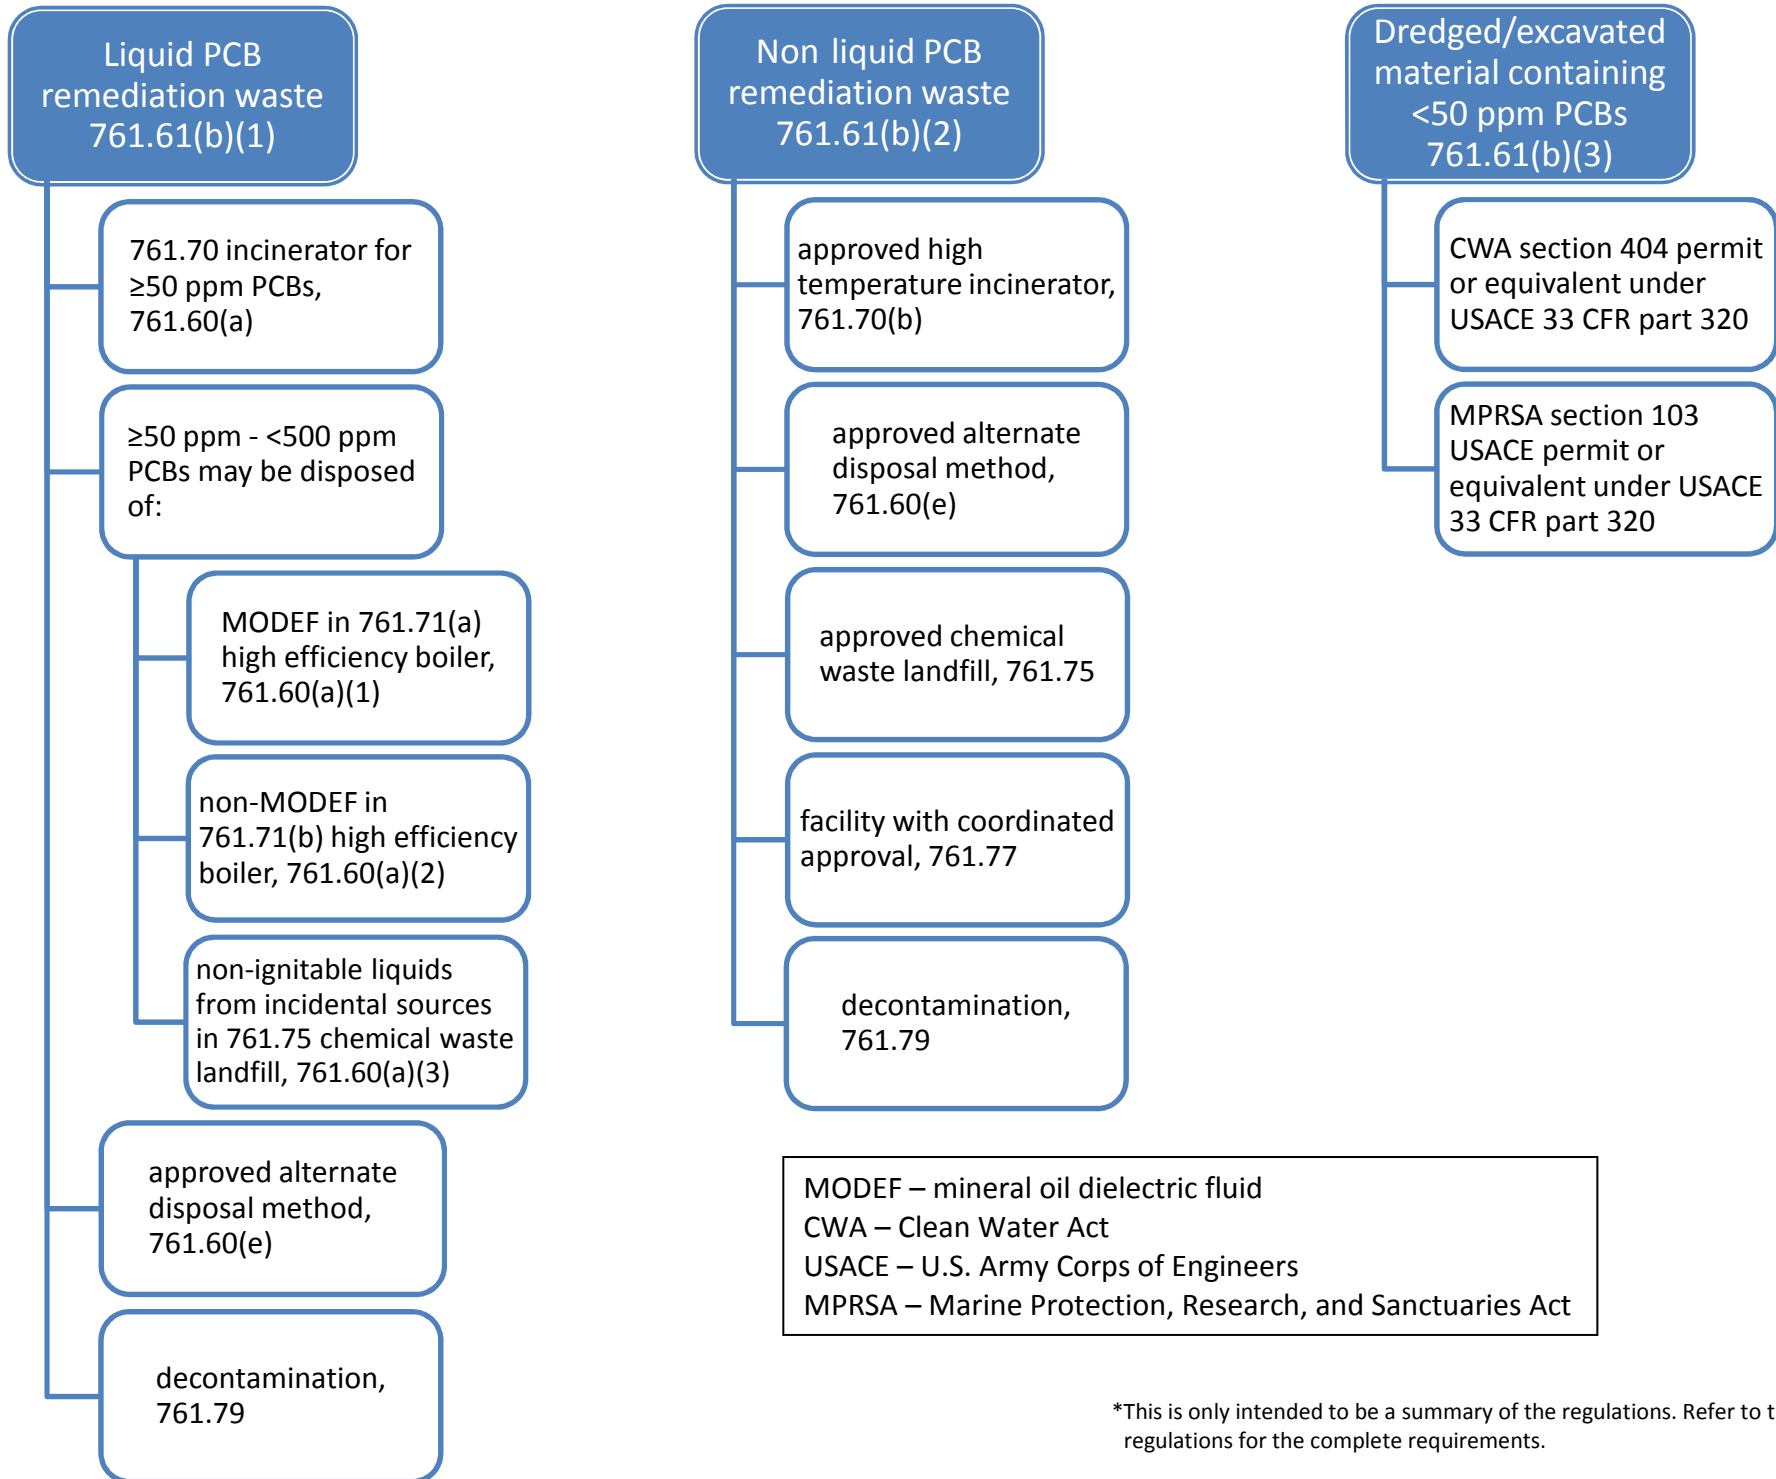 Liquid PCB
remediation waste
761.61(b)(1)
761.70 incinerator for
≥50 ppm PCBs,
761.60(a)
≥50 ppm - <500 ppm
PCBs may be disposed
of:
MODEF in 761.71(a)
high efficiency boiler,
761.60(a)(1)
non-MODEF in
761.71(b) high efficiency
boiler, 761.60(a)(2)
non-ignitable liquids
from incidental sources
in 761.75 chemical waste
landfill, 761.60(a)(3)
approved alternate
disposal method,
761.60(e)
decontamination,
761.79
Non liquid PCB
remediation waste
761.61(b)(2)
approved high
temperature incinerator,
761.70(b)
approved alternate
disposal method,
761.60(e)
approved chemical
waste landfill, 761.75
facility with coordinated
approval, 761.77
decontamination,
761.79
Dredged/excavated
material containing
<50 ppm PCBs
761.61(b)(3)
CWA section 404 permit
or equivalent under
USACE 33 CFR part 320
MPRSA section 103
USACE permit or
equivalent under USACE
33 CFR part 320
MODEF – mineral oil dielectric fluid
CWA – Clean Water Act
USACE – U.S. Army Corps of Engineers
MPRSA – Marine Protection, Research, and Sanctuaries Act
*This is only intended to be a summary of the regulations. Refer to t
regulations for the complete requirements.